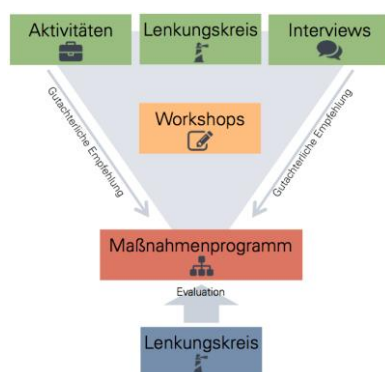 Aktivitäten
Lenkungskreis
Interviews
Workshops
Gutachterliche Empfehlung
Gutachterliche Empfehlung
Maßnahmenprogramm
Evaluation
Lenkungskreis